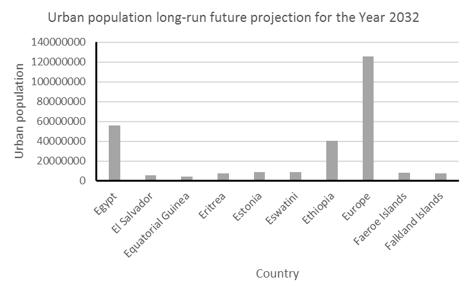 Urban population long-run future projection for the Year 2032
Urban population
140000000
120000000
100000000
80000000
60000000
40000000
20000000
0
Egypt
El Salvador
Equatorial Guinea
Eritrea
Estonia
Eswatini
Ethiopia
Europe
Faeroe Islands
Falkland Islands
Country